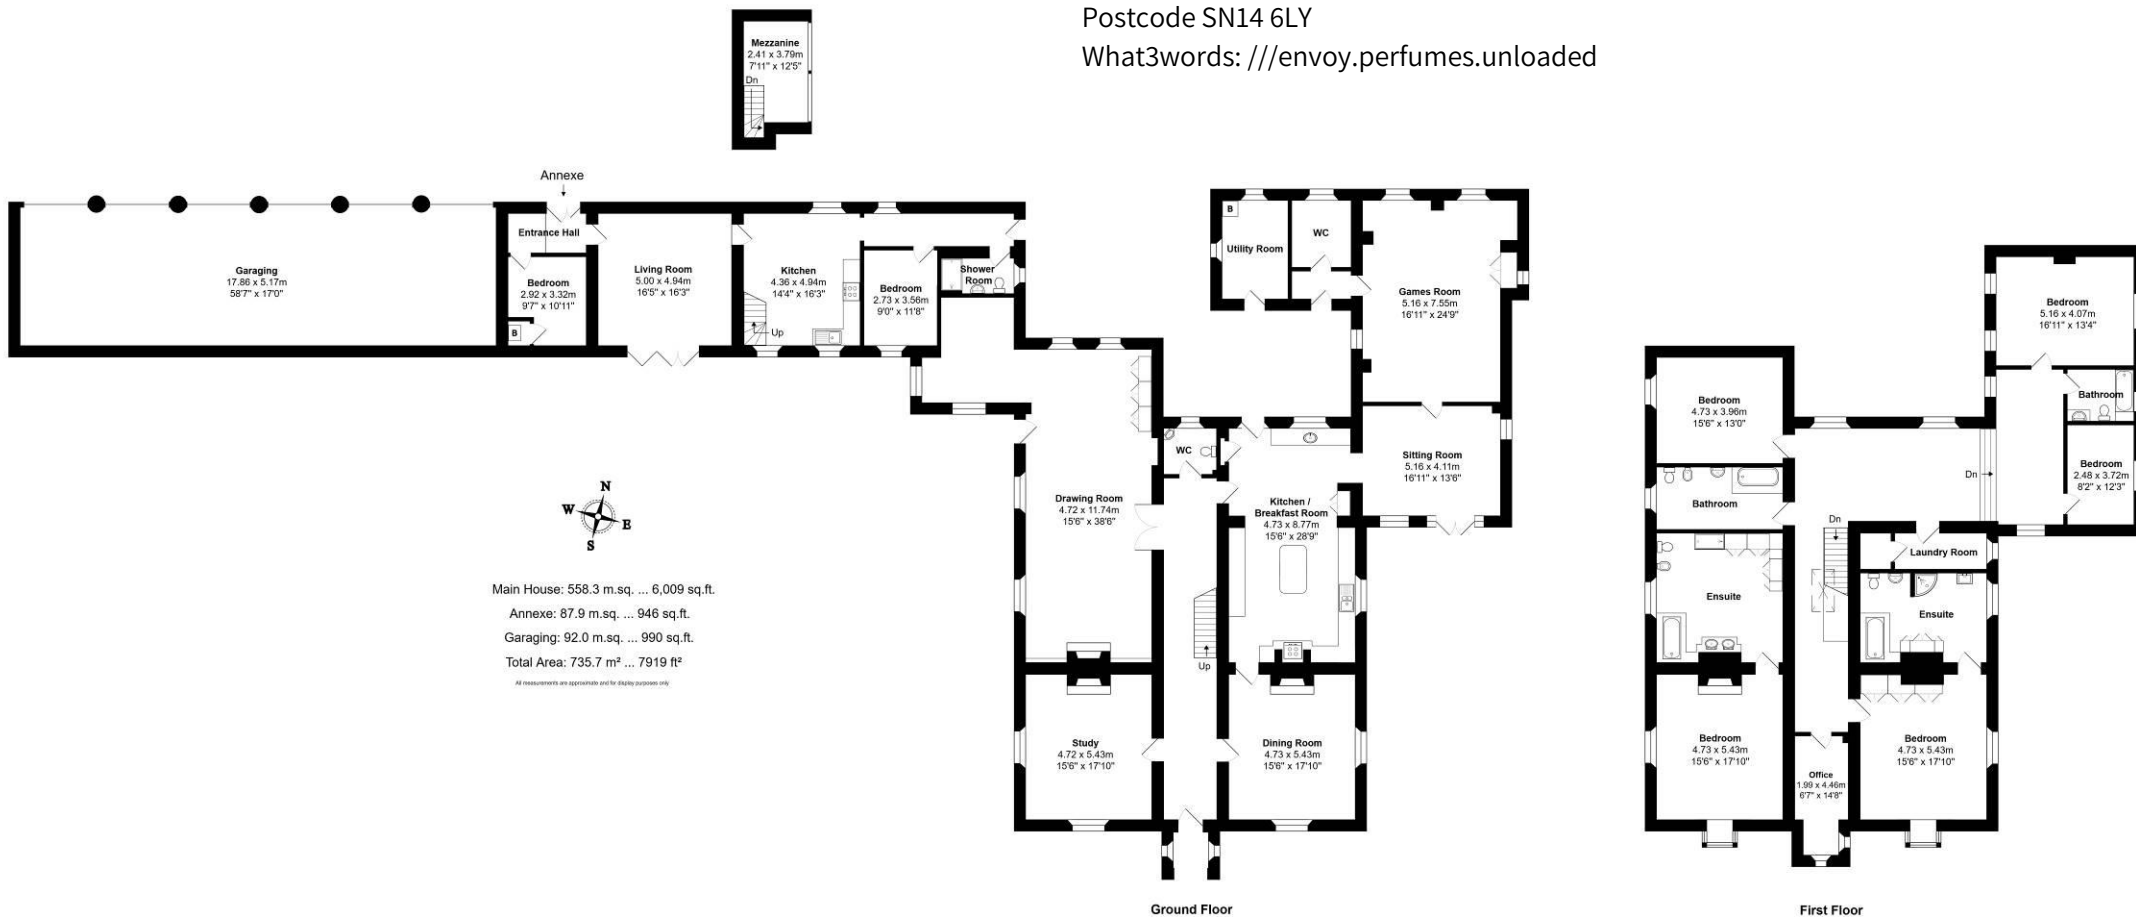 Postcode SN14 6LY
What3words: ///envoy.perfumes.unloaded
Mezzanine
2.41 x 3.79m
7'11" x 12'5"
Dn
Annexe
Garaging
17.86 x 5.17m
58'7" x 17'0"
Entrance Hall
Bedroom
2.92 x 3.32m
9'7" x 10'11"
B
Living Room
5.00 x 4.94m
16'5" x 16'3"
Kitchen
4.36 x 4.94m
14'4" x 16'3"
Up
Bedroom
2.73 x 3.56m
9'0" x 11'8"
Shower
Room
B
Utility Room
WC
Games Room
5.16 x 7.55m
16'11" x 24'9"
Sitting Room
5.16 x 4.11m
16'11" x 13'6"
WC
Drawing Room
4.72 x 11.74m
15'6" x 38'6"
Kitchen /
Breakfast Room
4.73 x 8.77m
15'6" x 28'9"
Up
Study
4.72 x 5.43m
15'6" x 17'10"
Dining Room
4.73 x 5.43m
15'6" x 17'10"
Ground Floor
N
W
E
S
Main House: 558.3 m.sq. ... 6,009 sq.ft.
Annexe: 87.9 m.sq. ... 946 sq.ft.
Garaging: 92.0 m.sq. ... 990 sq.ft.
Total Area: 735.7 m² ... 7919 ft²
All measurements are approximate and for display purposes only
Bedroom
5.16 x 4.07m
16'11" x 13'4"
Bathroom
Bedroom
2.48 x 3.72m
8'2" x 12'3"
Bedroom
4.73 x 3.96m
15'6" x 13'0"
Dn
Bathroom
Dn
Laundry Room
Ensuite
Ensuite
Bedroom
4.73 x 5.43m
15'6" x 17'10"
Bedroom
4.73 x 5.43m
15'6" x 17'10"
Office
1.99 x 4.46m
6'7" x 14'8"
First Floor